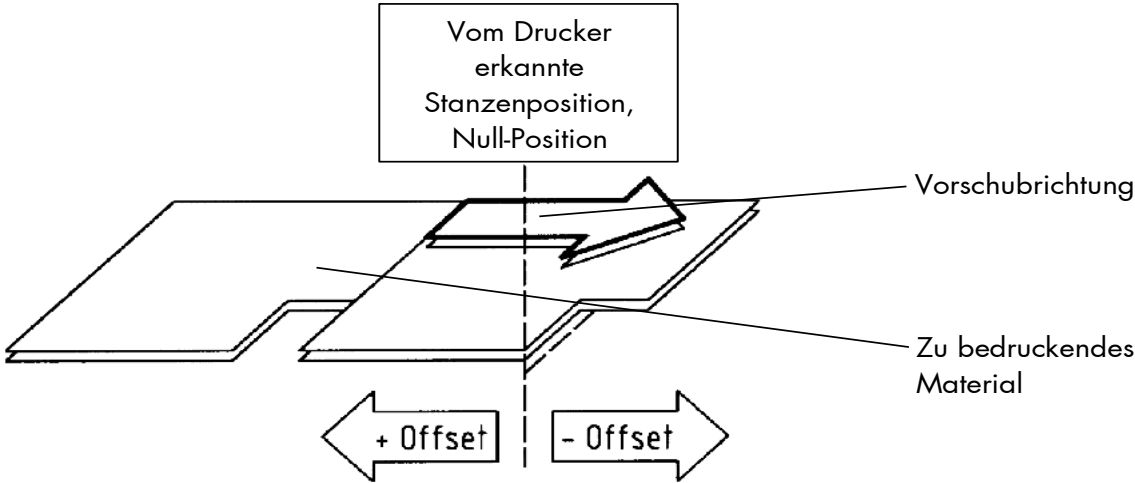 Vom Drucker
erkannte
Stanzenposition,
Null-Position
Vorschubrichtung
Zu bedruckendes
Material
+ Offset
- Offset